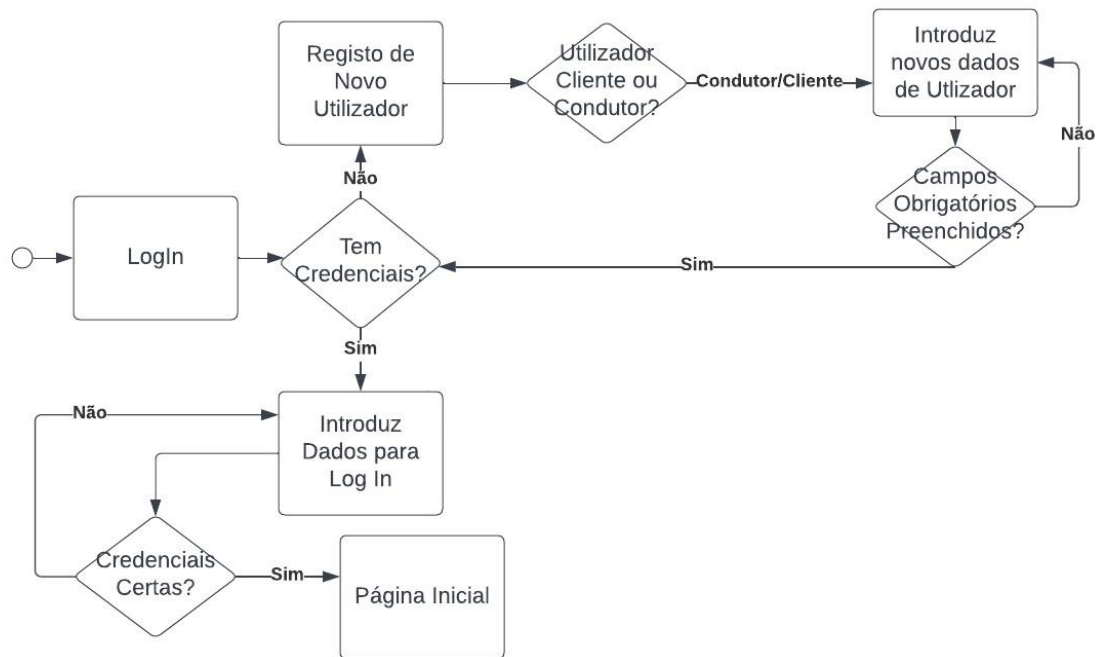 Registo de
Novo
Utilizador
Utilizador
Cliente ou
Condutor?
Condutor/Cliente
Introduz
novos dados
de Utlizador
Não
Campos
Obrigatórios
Preenchidos?
Não
LogIn
Tem
Credenciais?
Sim
Sim
Não
Introduz
Dados para
Log In
Credenciais
Certas?
Sim
Página Inicial